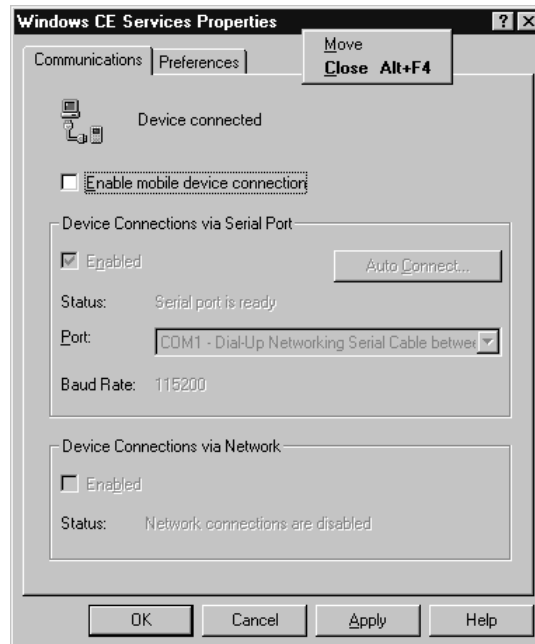 Windows CE Services Properties
Move
Close Alt+F4
Communications Preferences
Device connected
Enable mobile device connection
Device Connections via Serial Port
Enabled Auto Connect...
Status: Serial port is ready
Port: COM1 - Dial-Up Networking Serial Cable betwee
Baud Rate: 115200
Device Connections via Network
Enabled
Status: Network connections are disabled
OK Cancel Apply Help